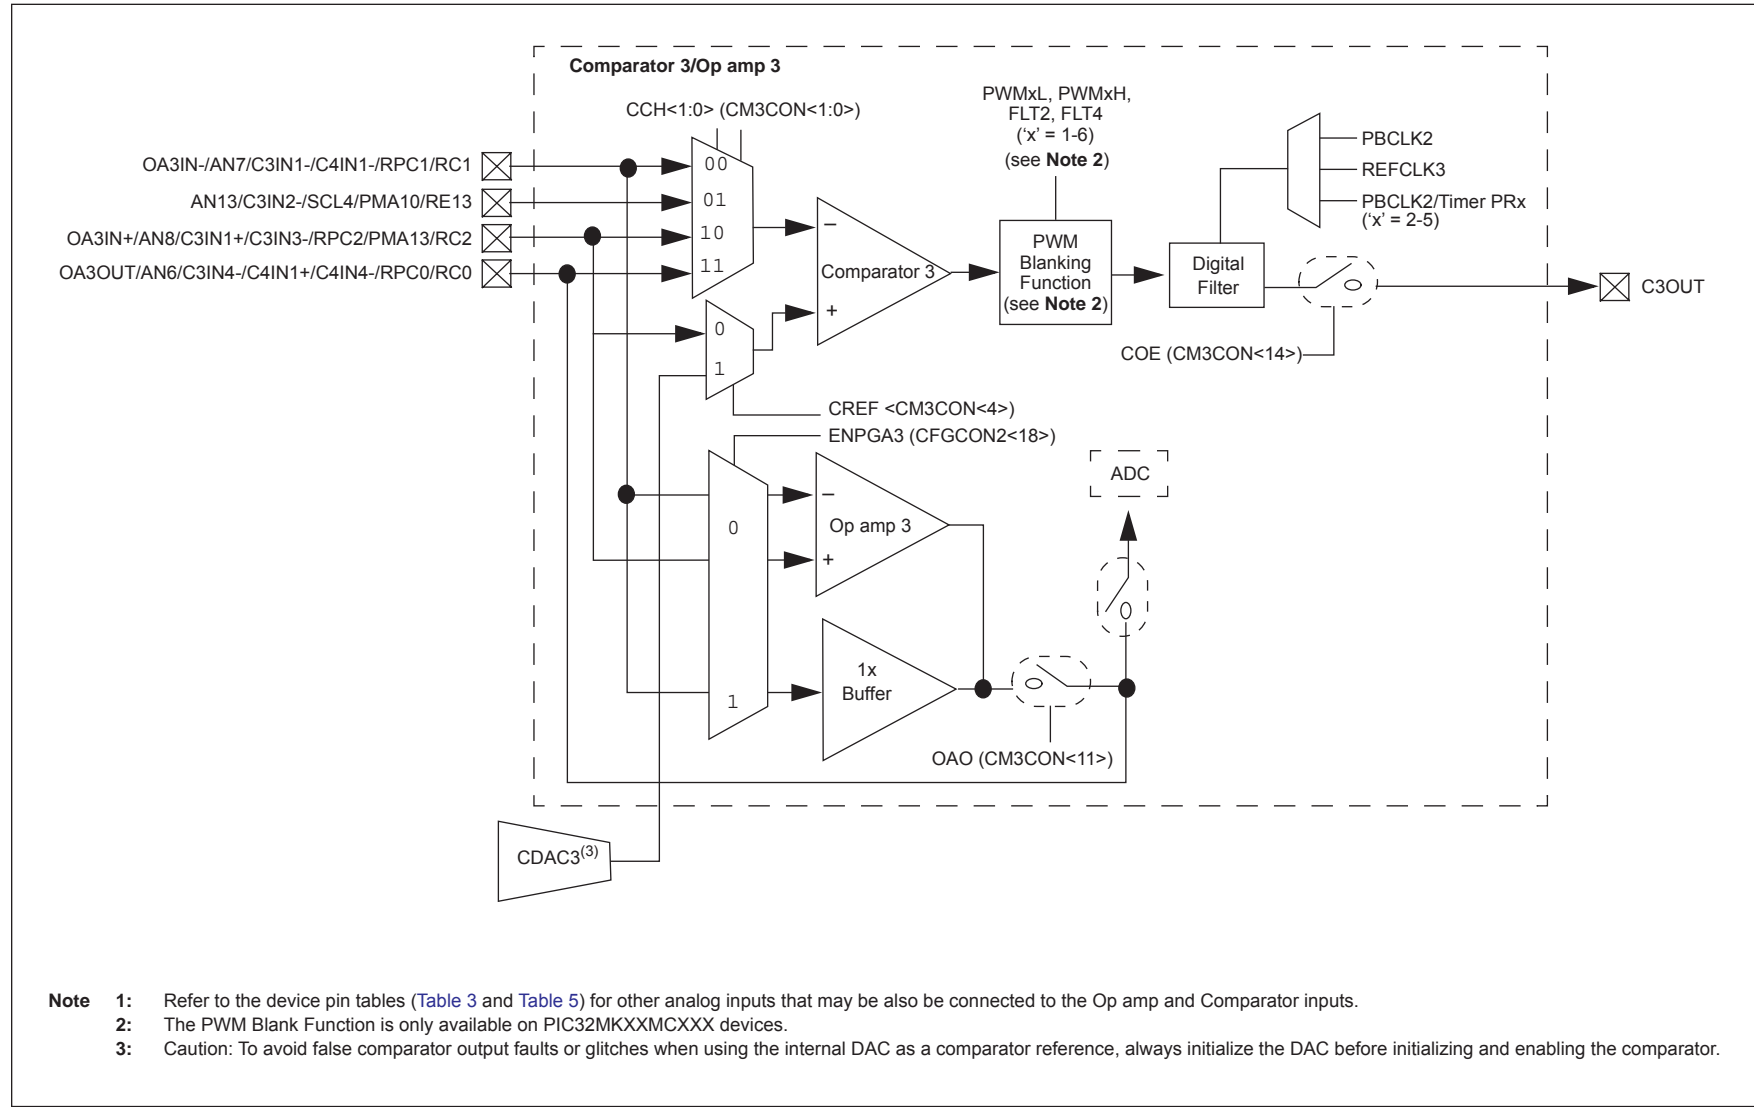 Comparator 3/Op amp 3
CCH<1:0> (CM3CON<1:0>)
PWMxL, PWMxH,
FLT2, FLT4
(‘x’ = 1-6)
(see Note 2)
PBCLK2
REFCLK3
PBCLK2/Timer PRx
(‘x’ = 2-5)
OA3IN-/AN7/C3IN1-/C4IN1-/RPC1/RC1
AN13/C3IN2-/SCL4/PMA10/RE13
OA3IN+/AN8/C3IN1+/C3IN3-/RPC2/PMA13/RC2
OA3OUT/AN6/C3IN4-/C4IN1+/C4IN4-/RPC0/RC0
00
01
10
11
–
Comparator 3
+
PWM
Blanking
Function
(see Note 2)
Digital
Filter
C3OUT
COE (CM3CON<14>)
0
1
CREF <CM3CON<4>)
ENPGA3 (CFGCON2<18>)
ADC
0
1
–
Op amp 3
+
1x
Buffer
OAO (CM3CON<11>)
CDAC3(3)
Note 1: Refer to the device pin tables (Table 3 and Table 5) for other analog inputs that may be also be connected to the Op amp and Comparator inputs.
2: The PWM Blank Function is only available on PIC32MKXXMCXXX devices.
3: Caution: To avoid false comparator output faults or glitches when using the internal DAC as a comparator reference, always initialize the DAC before initializing and enabling the comparator.